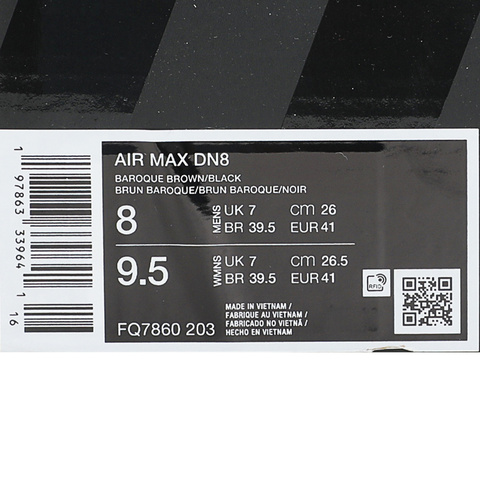 AIR MAX DN8
BAROQUE BROWN/BLACK
BRUN BAROQUE/BRUN BAROQUE/NOIR
8 MENS UK 7 CM 26
BR 39.5 EUR 41
9.5 WMNS UK 7 CM 26.5
BR 39.5 EUR 41
FQ7860 203
MADE IN VIETNAM /
FABRIQUE AU VIETNAM /
FABRICADO NO VIETNÃ /
HECHO EN VIETNAM
RFID
1 97863 33964 1 16